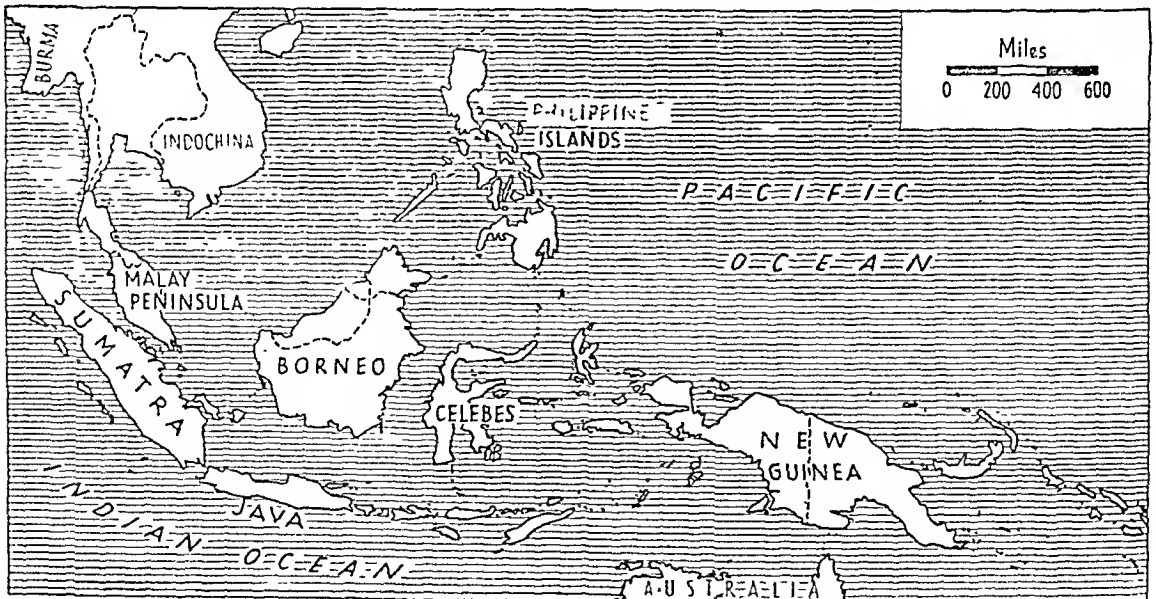 Miles
0 200 400 600
BURMA
INDOCHINA
PHILIPPINE
ISLANDS
PACIFIC
OCEAN
MALAY
PENINSULA
SUMATRA
BORNEO
CELEBES
NEW
GUINEA
JAVA
INDIAN OCEAN
AUSTRALIA